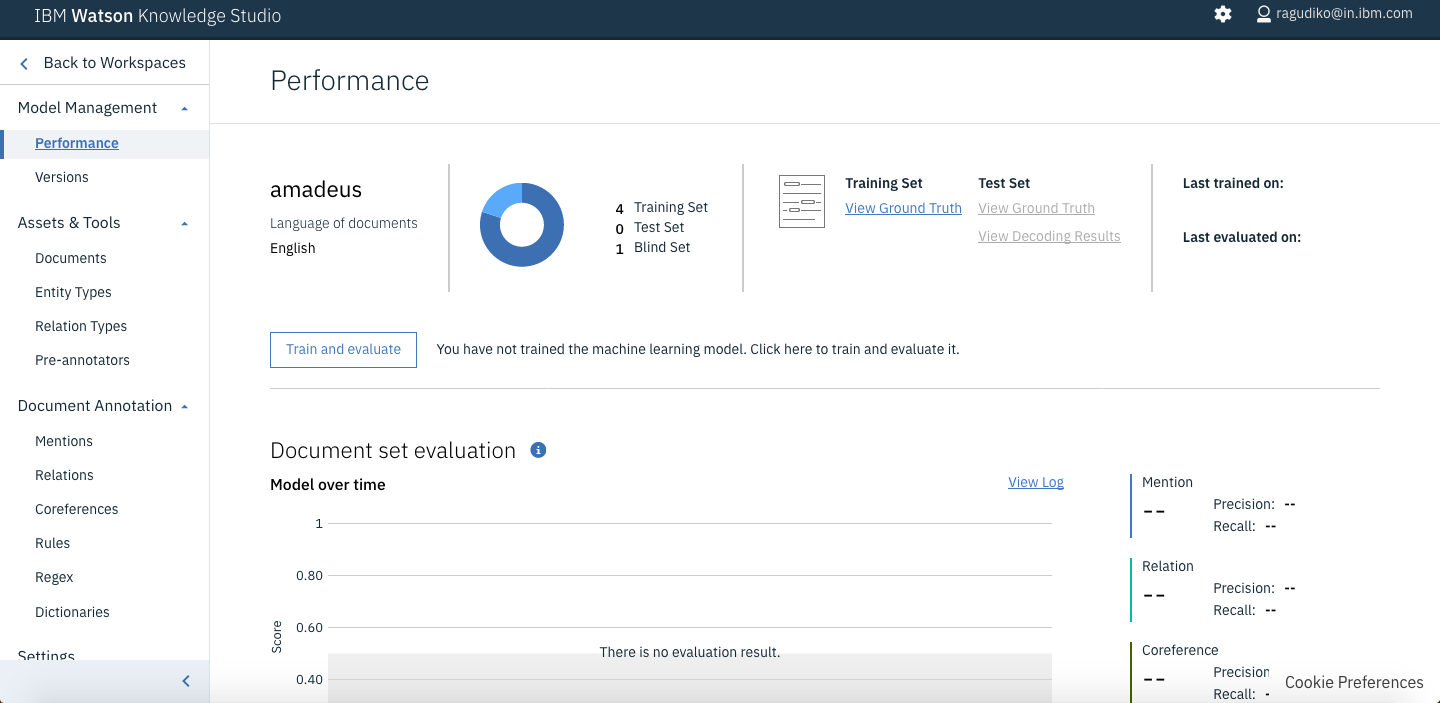 IBM Watson Knowledge Studio
ragudiko@in.ibm.com
Back to Workspaces
Model Management
Performance
Versions
Assets & Tools
Documents
Entity Types
Relation Types
Pre-annotators
Document Annotation
Mentions
Relations
Coreferences
Rules
Regex
Dictionaries
Settings
Performance
amadeus
Language of documents
English
4 Training Set
0 Test Set
1 Blind Set
Training Set
View Ground Truth
Test Set
View Ground Truth
View Decoding Results
Last trained on:
Last evaluated on:
Train and evaluate
You have not trained the machine learning model. Click here to train and evaluate it.
Document set evaluation
Model over time
View Log
1
0.80
0.60
0.40
Score
There is no evaluation result.
Mention
--
Precision: --
Recall: --
Relation
--
Precision: --
Recall: --
Coreference
--
Precision
Recall: -
Cookie Preferences